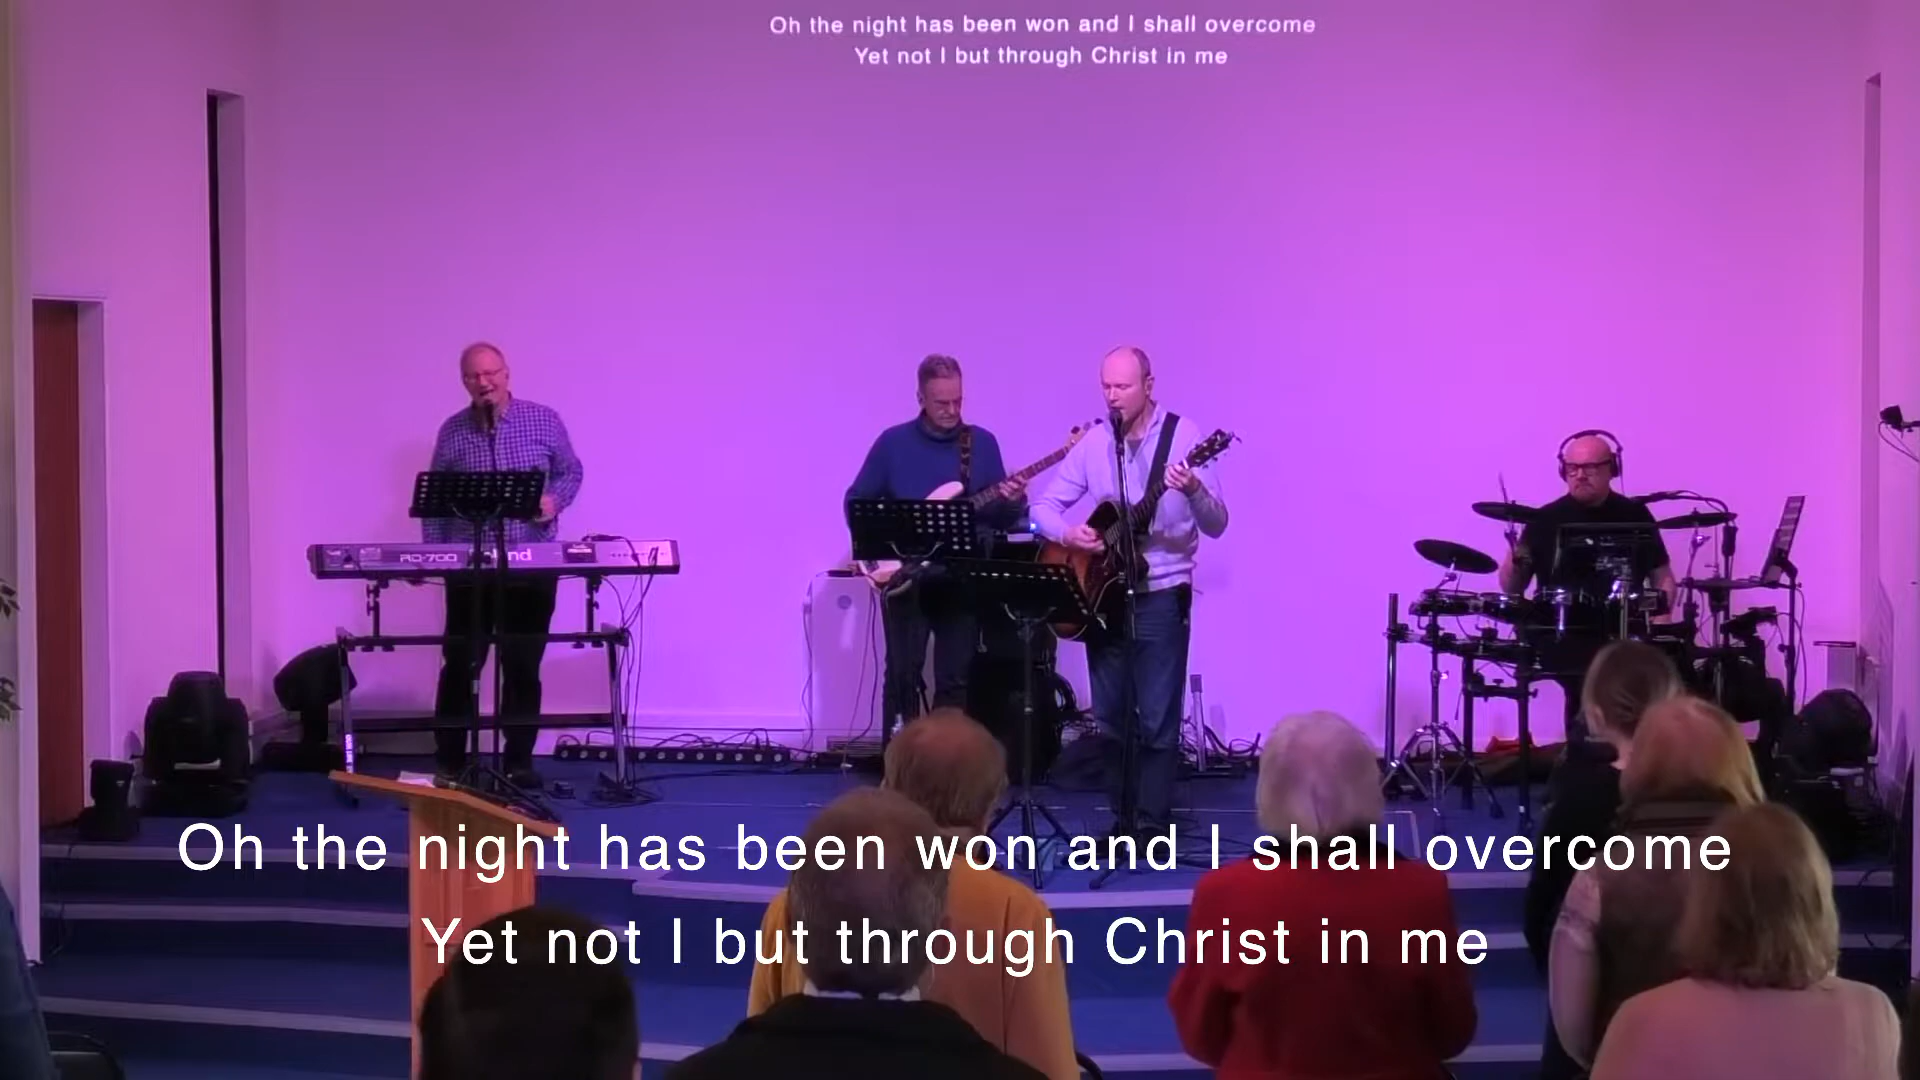 Oh the night has been won and I shall overcome
Yet not I but through Christ in me
RD-700
Oh the night has been won and I shall overcome
Yet not I but through Christ in me